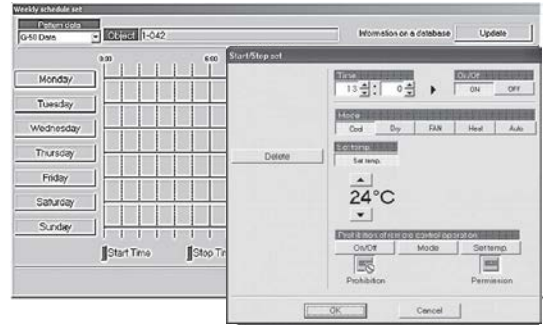 Weekly schedule set
Pattern data
G-50 Data
Object
1-042
Information on a database
Update
0:00
6:00
Monday
Tuesday
Wednesday
Thursday
Friday
Saturday
Sunday
Start Time
Stop
Start/Stop set
Time
13 : 0
On/Off
ON OFF
Mode
Cool Dry FAN Heat Auto
Set temp.
Set temp.
Delete
24°C
Prohibition of remote control operation
On/Off Mode Set temp.
Prohibition Permission
OK Cancel